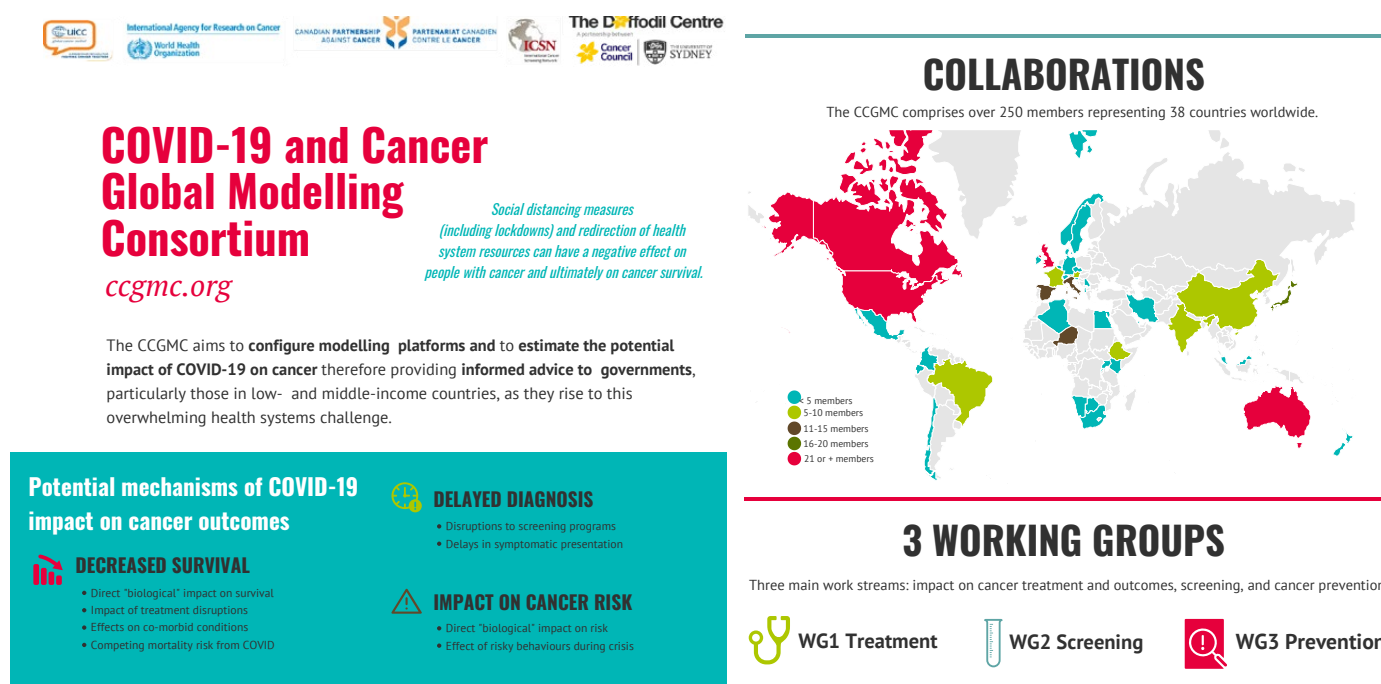 uicc
International Agency for Research on Cancer
World Health
Organization
CANADIAN PARTNERSHIP
AGAINST CANCER
PARTENARIAT CANADIEN
CONTRE LE CANCER
ICSN
International Cancer
Screening Network
The Daffodil Centre
A partnership between
Cancer
Council
THE UNIVERSITY OF
SYDNEY
COVID-19 and Cancer
Global Modelling
Consortium
ccgmc.org
Social distancing measures
(including lockdowns) and redirection of health
system resources can have a negative effect on
people with cancer and ultimately on cancer survival.
The CCGMC aims to configure modelling platforms and to estimate the potential
impact of COVID-19 on cancer therefore providing informed advice to governments,
particularly those in low- and middle-income countries, as they rise to this
overwhelming health systems challenge.
Potential mechanisms of COVID-19
impact on cancer outcomes
DECREASED SURVIVAL
• Direct "biological" impact on survival
• Impact of treatment disruptions
• Effects on co-morbid conditions
• Competing mortality risk from COVID
DELAYED DIAGNOSIS
• Disruptions to screening programs
• Delays in symptomatic presentation
IMPACT ON CANCER RISK
• Direct "biological" impact on risk
• Effect of risky behaviours during crisis
COLLABORATIONS
The CCGMC comprises over 250 members representing 38 countries worldwide.
< 5 members
5-10 members
11-15 members
16-20 members
21 or + members
3 WORKING GROUPS
Three main work streams: impact on cancer treatment and outcomes, screening, and cancer prevention
WG1 Treatment
WG2 Screening
WG3 Prevention